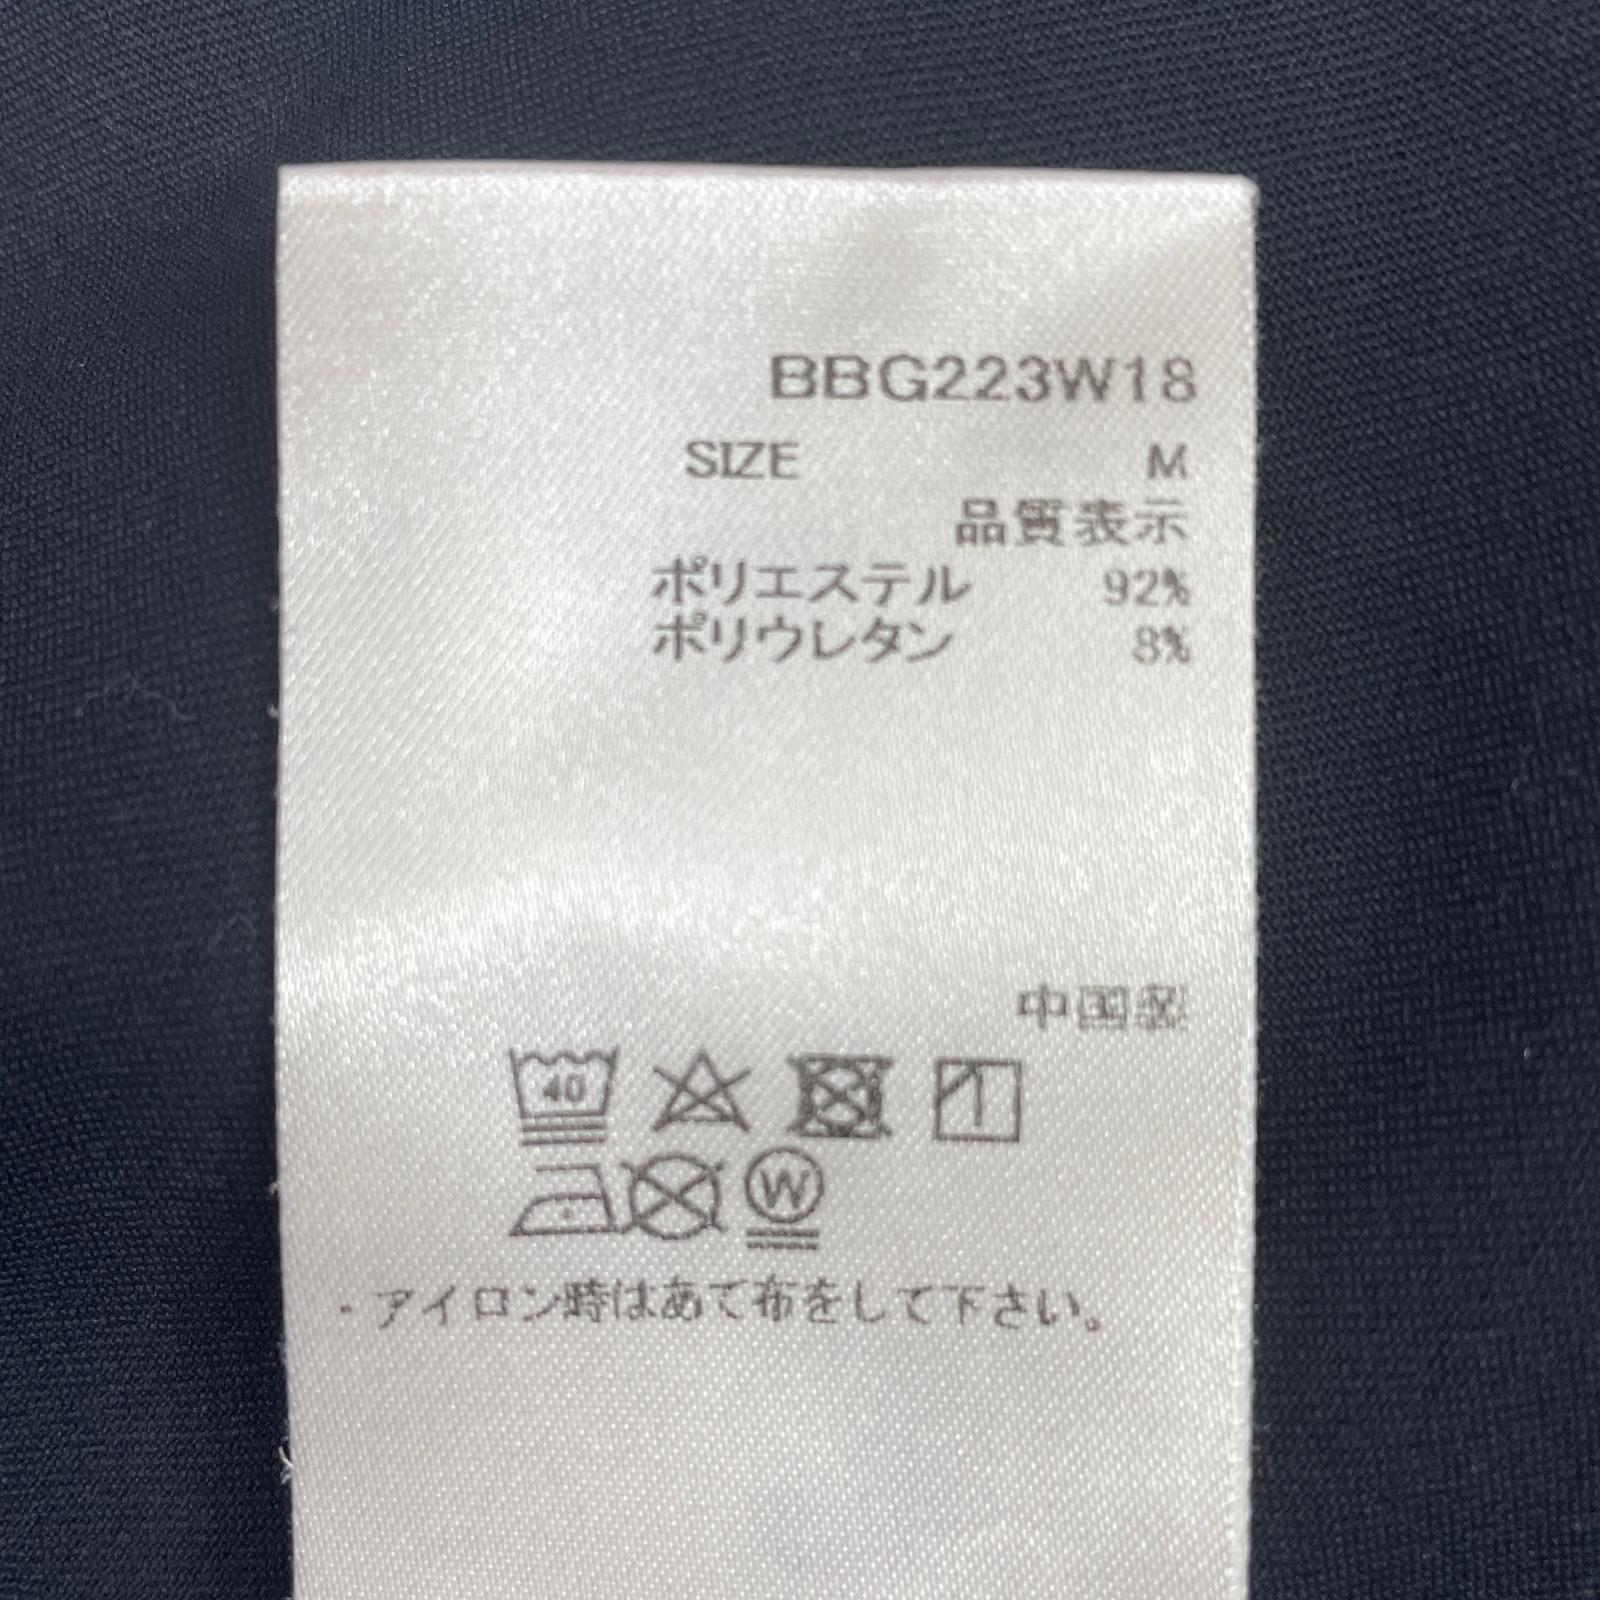 BBG223W18
SIZE M
品質表示
ポリエステル 92%
ポリウレタン 8%
中国製
40
W
・アイロン時はあて布をして下さい。